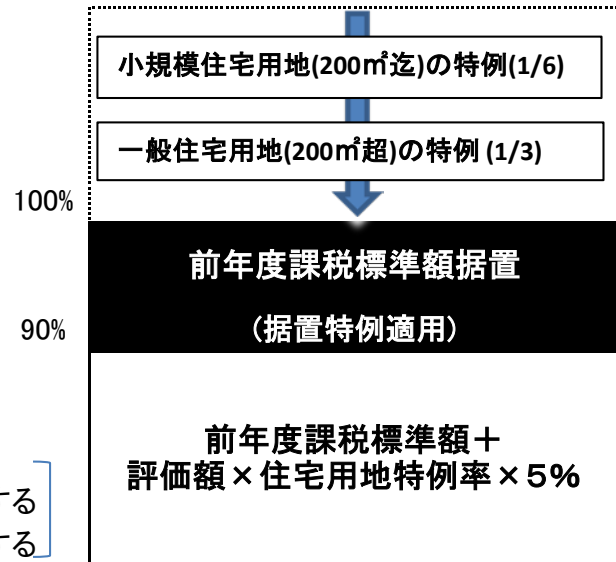 小規模住宅用地(200㎡迄)の特例(1/6)
一般住宅用地(200㎡超)の特例 (1/3)
100%
前年度課税標準額据置
90%
(据置特例適用)
前年度課税標準額＋
評価額×住宅用地特例率×５%
する
する